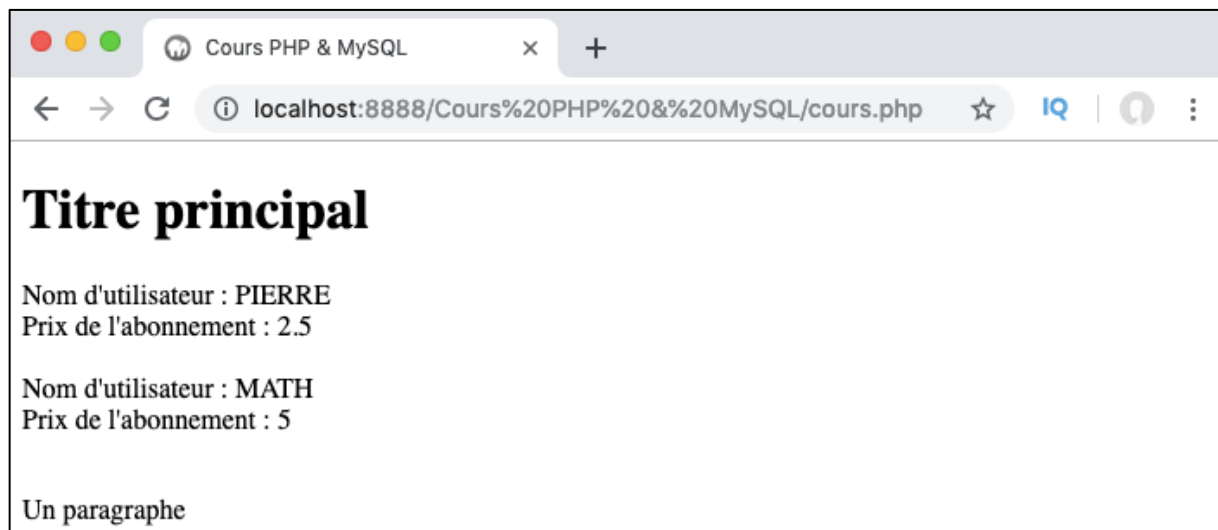 Cours PHP & MySQL
localhost:8888/Cours%20PHP%20&%20MySQL/cours.php
IQ
Titre principal
Nom d'utilisateur : PIERRE
Prix de l'abonnement : 2.5
Nom d'utilisateur : MATH
Prix de l'abonnement : 5
Un paragraphe